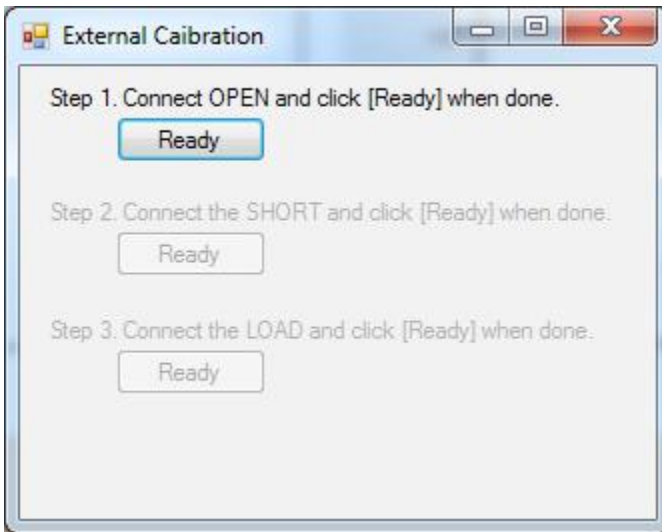 External Caibration
Step 1. Connect OPEN and click [Ready] when done.
Ready
Step 2. Connect the SHORT and click [Ready] when done.
Ready
Step 3. Connect the LOAD and click [Ready] when done.
Ready